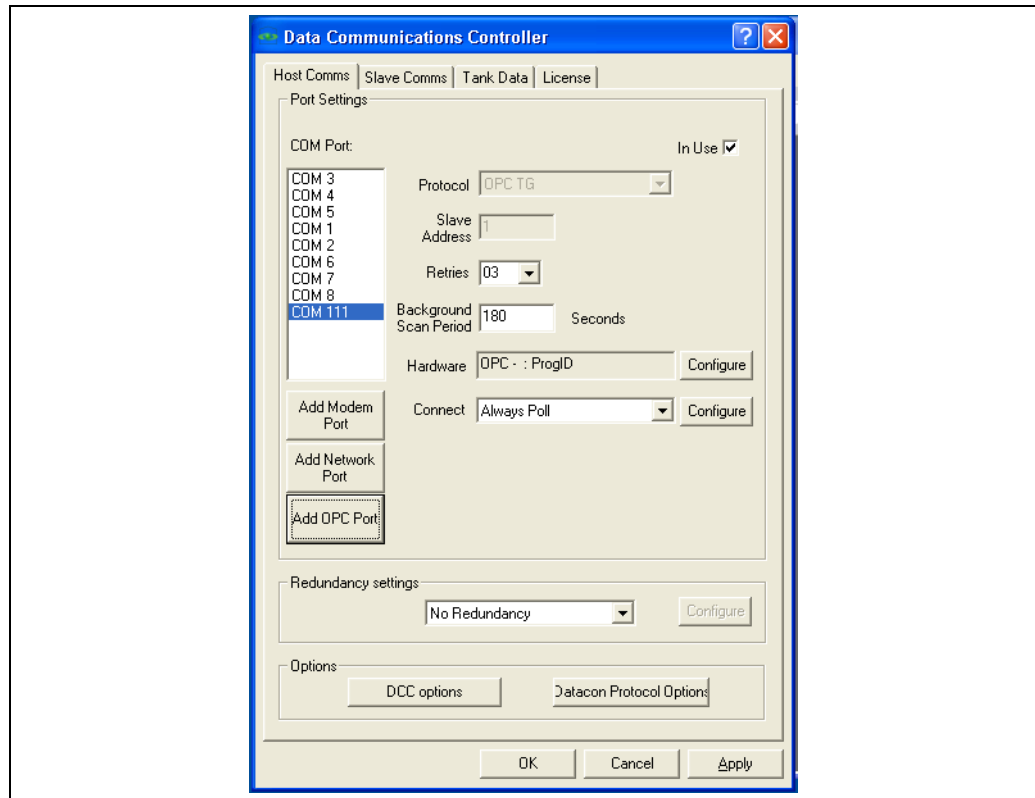 Data Communications Controller
Host Comms Slave Comms Tank Data License
Port Settings
COM Port:
In Use
COM 3
COM 4
COM 5
COM 1
COM 2
COM 6
COM 7
COM 8
COM 111
Protocol OPC TG
Slave Address 1
Retries 03
Background Scan Period 180 Seconds
Hardware OPC - : ProgID Configure
Connect Always Poll Configure
Add Modem Port
Add Network Port
Add OPC Port
Redundancy settings
No Redundancy Configure
Options
DCC options Datacon Protocol Options
OK Cancel Apply